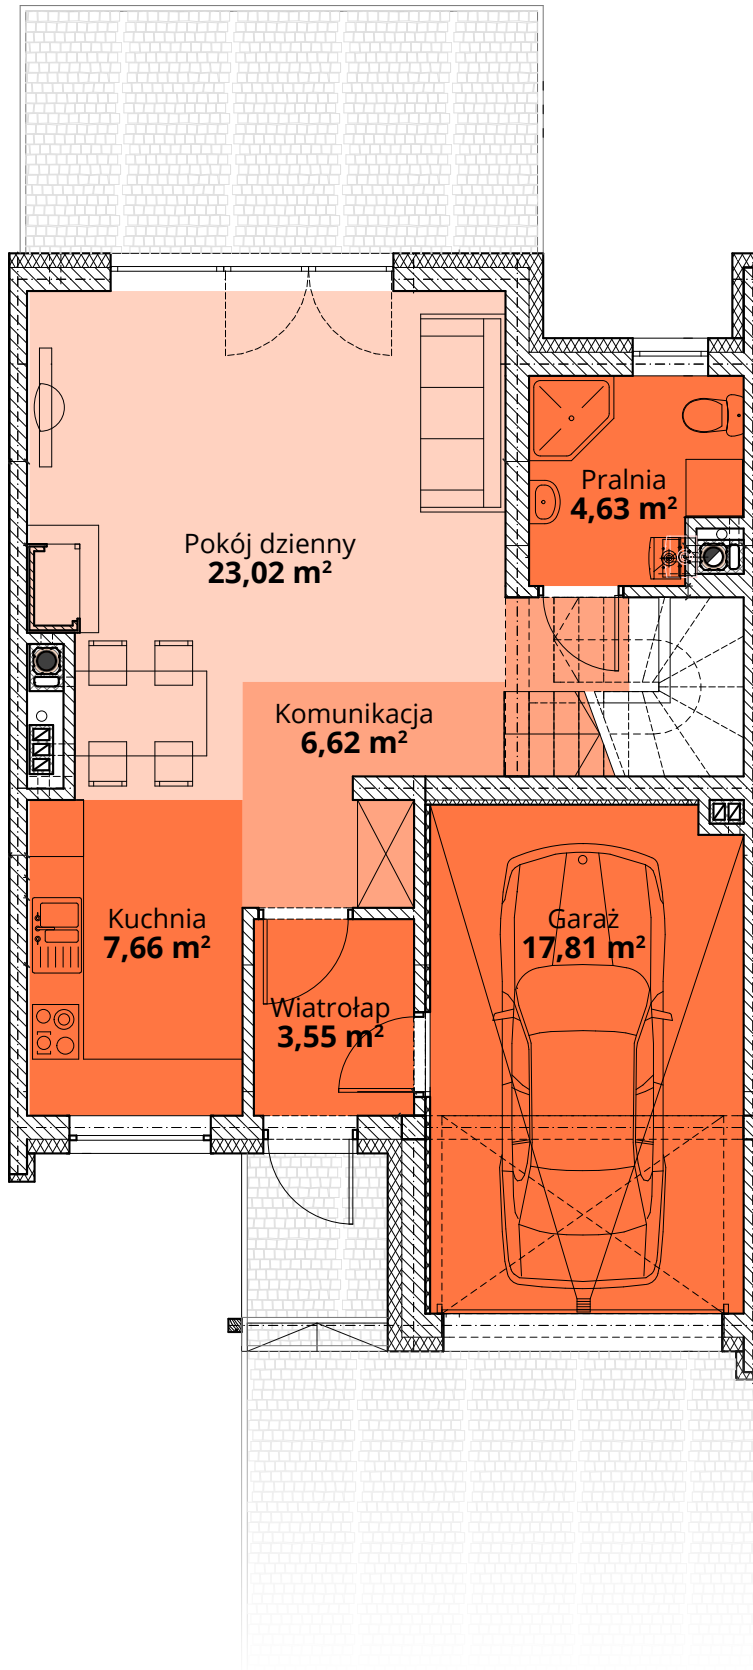 Pralnia
4,63 m²
Pokój dzienny
23,02 m²
Komunikacja
6,62 m²
Kuchnia
7,66 m²
Garaż
17,81 m²
Wiatrołap
3,55 m²